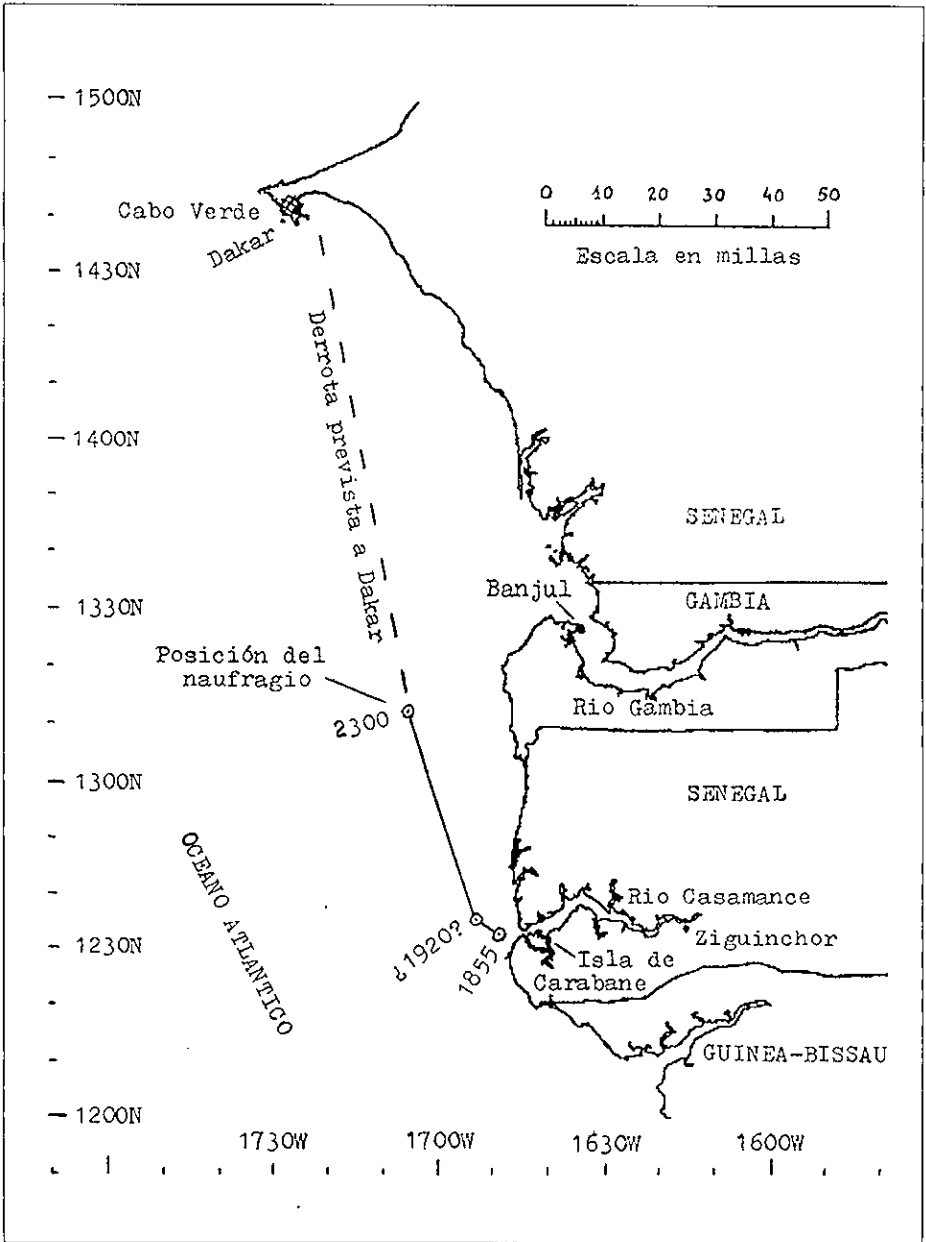 1500N
Cabo Verde
Dakar
0 10 20 30 40 50
Escala en millas
1430N
Derrota prevista a Dakar
1400N
SENEGAL
Banjul
1330N
GAMBIA
Posición del
naufragio
2300
Rio Gambia
1300N
SENEGAL
OCEANO ATLANTICO
Rio Casamance
¿1920?
1855
Ziguinchor
1230N
Isla de
Carabane
GUINEA-BISSAU
1200N
1730W 1700W 1630W 1600W